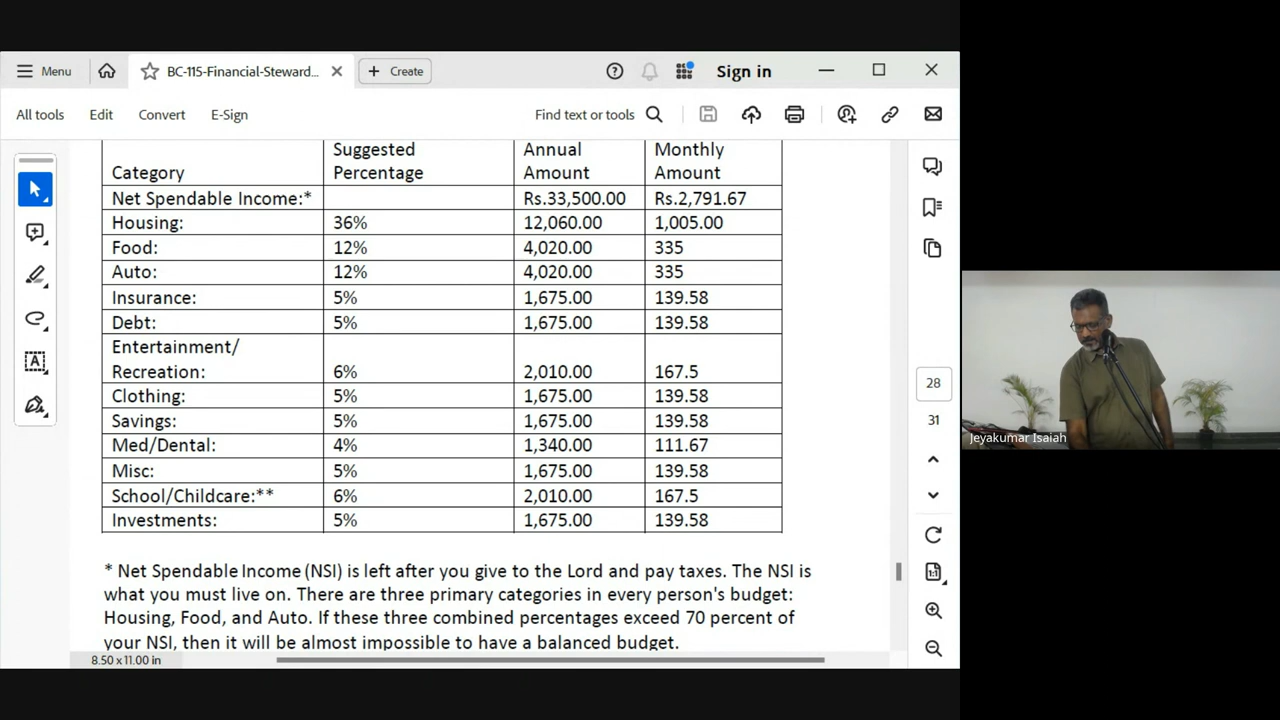 Menu
BC-115-Financial-Steward...
Create
Sign in
All tools
Edit
Convert
E-Sign
Find text or tools
Category Suggested Percentage Annual Amount Monthly Amount
Net Spendable Income:* Rs.33,500.00 Rs.2,791.67
Housing: 36% 12,060.00 1,005.00
Food: 12% 4,020.00 335
Auto: 12% 4,020.00 335
Insurance: 5% 1,675.00 139.58
Debt: 5% 1,675.00 139.58
Entertainment/
Recreation: 6% 2,010.00 167.5
Clothing: 5% 1,675.00 139.58
Savings: 5% 1,675.00 139.58
Med/Dental: 4% 1,340.00 111.67
Misc: 5% 1,675.00 139.58
School/Childcare:** 6% 2,010.00 167.5
Investments: 5% 1,675.00 139.58
* Net Spendable Income (NSI) is left after you give to the Lord and pay taxes. The NSI is
what you must live on. There are three primary categories in every person's budget:
Housing, Food, and Auto. If these three combined percentages exceed 70 percent of
your NSI, then it will be almost impossible to have a balanced budget.
8.50 x 11.00 in
28
31
1:1
Jeyakumar Isaiah